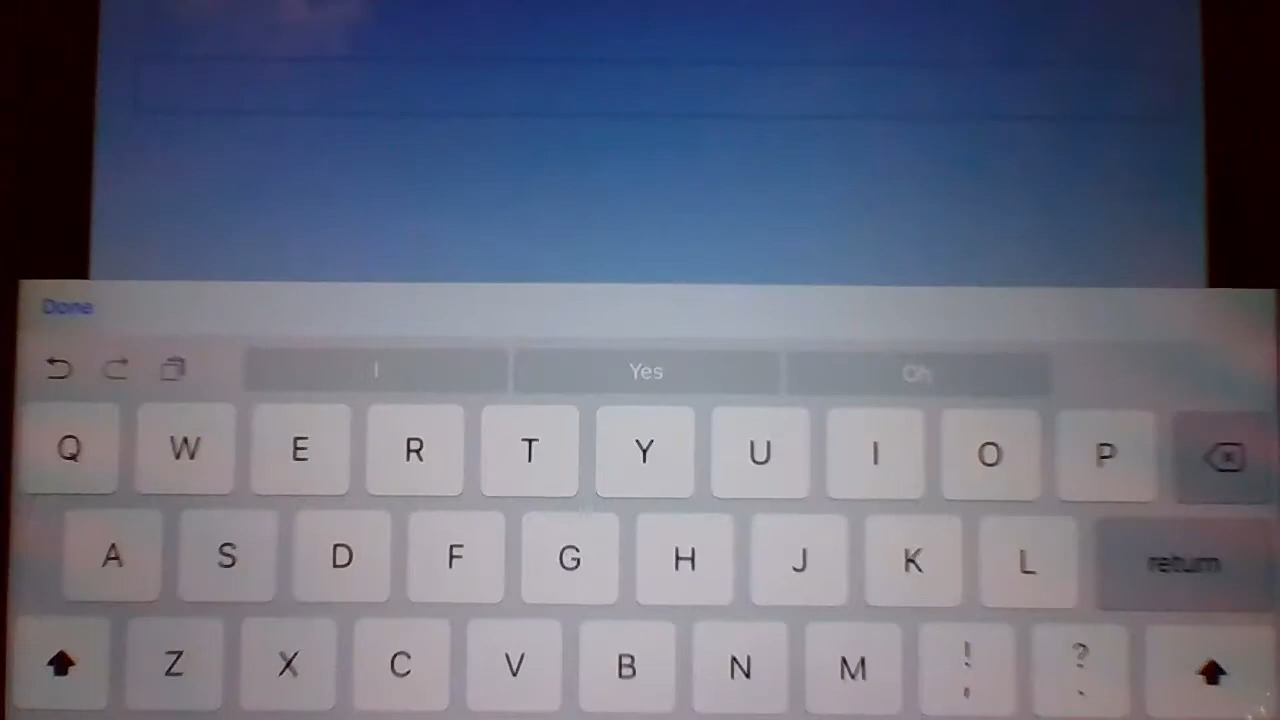 Done
I Yes Oh
Q W E R T Y U I O P
A S D F G H J K L return
Z X C V B N M ! ?
, .